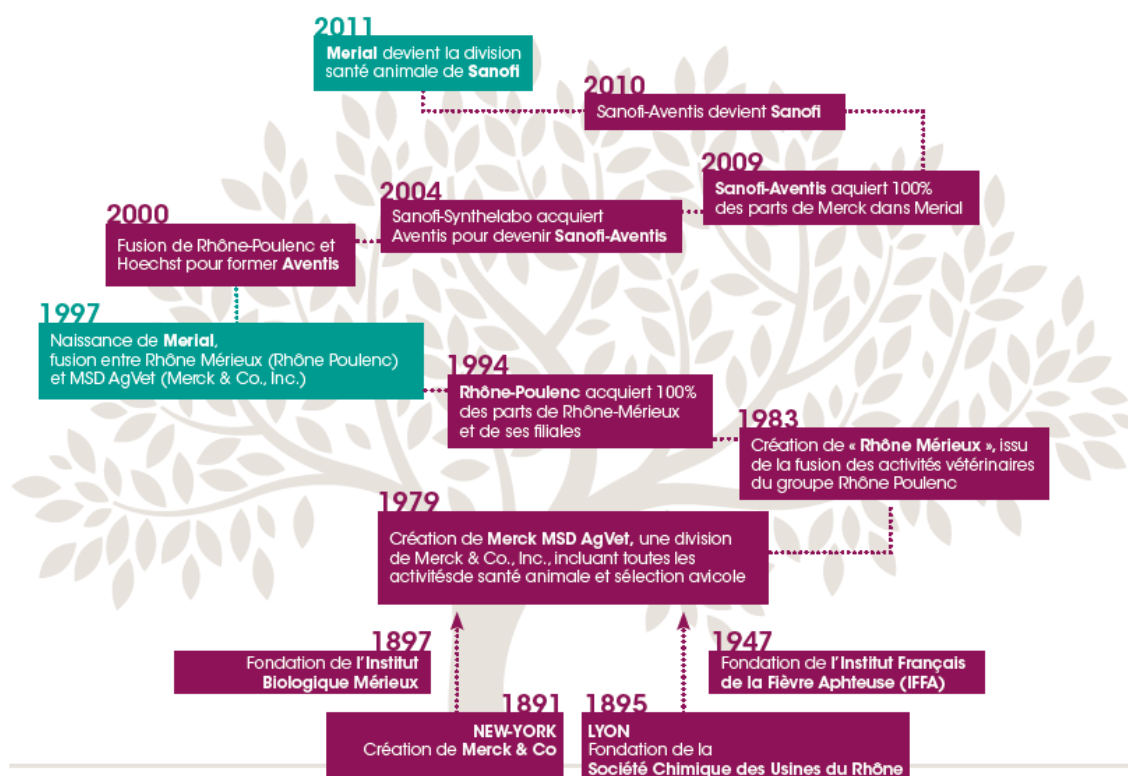 2011
Merial devient la division
santé animale de Sanofi
2010
Sanofi-Aventis devient Sanofi
2009
Sanofi-Aventis aquiert 100%
des parts de Merck dans Merial
2004
Sanofi-Synthelabo acquiert
Aventis pour devenir Sanofi-Aventis
2000
Fusion de Rhône-Poulenc et
Hoechst pour former Aventis
1997
Naissance de Merial,
fusion entre Rhône Mérieux (Rhône Poulenc)
et MSD AgVet (Merck & Co., Inc.)
1994
Rhône-Poulenc acquiert 100%
des parts de Rhône-Mérieux
et de ses filiales
1983
Création de « Rhône Mérieux », issu
de la fusion des activités vétérinaires
du groupe Rhône Poulenc
1979
Création de Merck MSD AgVet, une division
de Merck & Co., Inc., incluant toutes les
activitésde santé animale et sélection avicole
1897
Fondation de l'Institut
Biologique Mérieux
1947
Fondation de l'Institut Français
de la Fièvre Aphteuse (IFFA)
1891
NEW-YORK
Création de Merck & Co
1895
LYON
Fondation de la
Société Chimique des Usines du Rhône